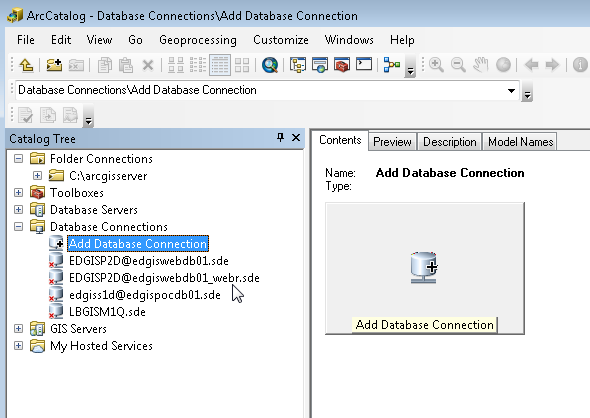 ArcCatalog - Database Connections\Add Database Connection
File Edit View Go Geoprocessing Customize Windows Help
Database Connections\Add Database Connection
Catalog Tree
Folder Connections
C:\arcgisserver
Toolboxes
Database Servers
Database Connections
Add Database Connection
EDGISP2D@edgiswebdb01.sde
EDGISP2D@edgiswebdb01_webr.sde
edgiss1d@edgispocdb01.sde
LBGISM1Q.sde
GIS Servers
My Hosted Services
Contents Preview Description Model Names
Name: Add Database Connection
Type:
Add Database Connection